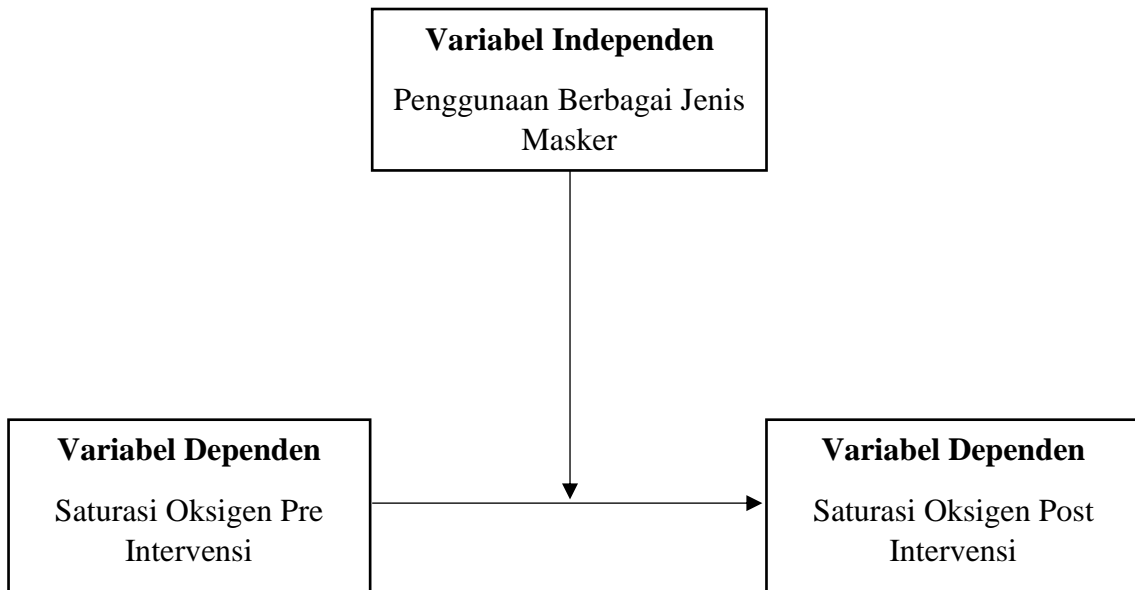 Variabel Independen
Penggunaan Berbagai Jenis
Masker
Variabel Dependen
Saturasi Oksigen Pre
Intervensi
Variabel Dependen
Saturasi Oksigen Post
Intervensi